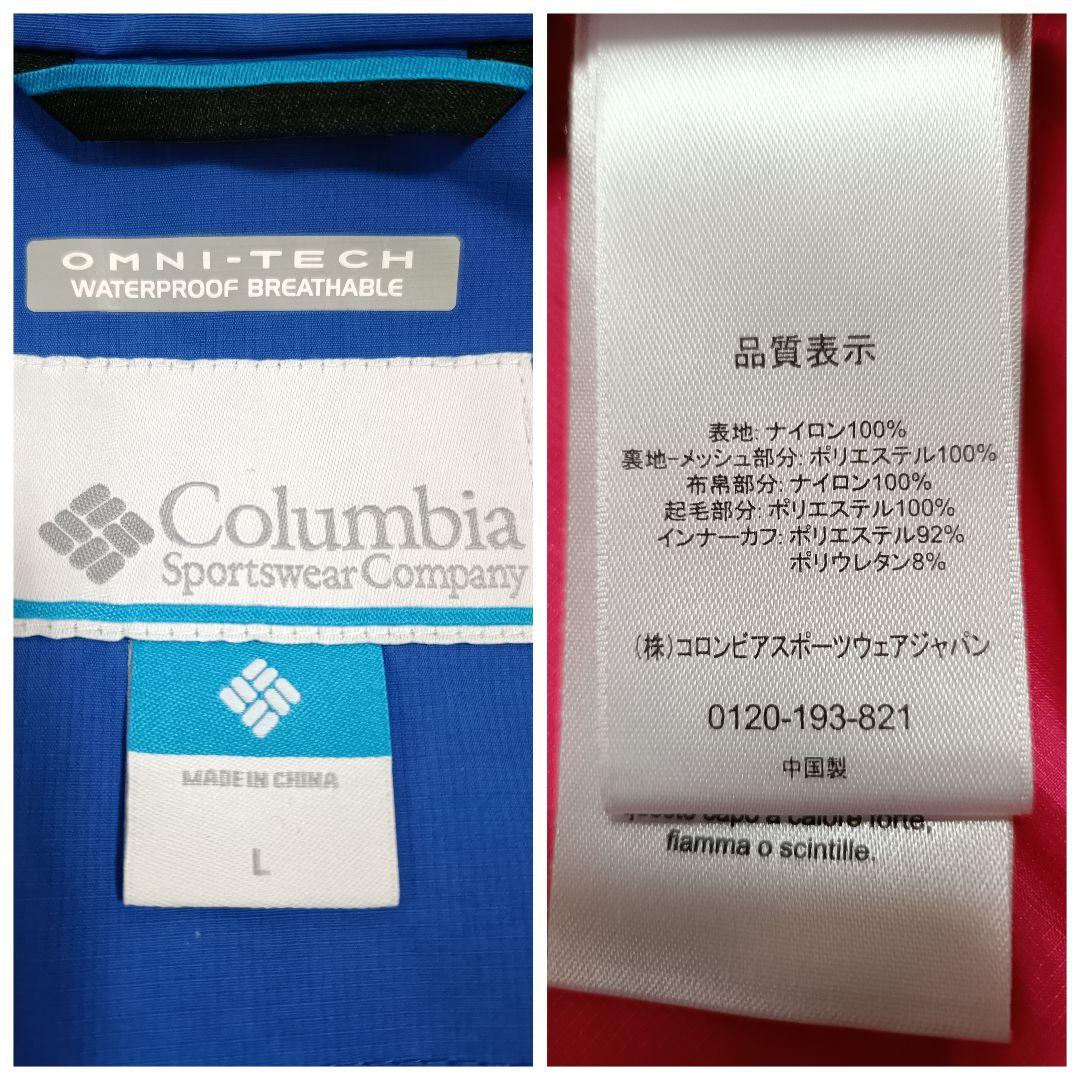 OMNI-TECH
WATERPROOF BREATHABLE
Columbia
Sportswear Company
MADE IN CHINA
L
品質表示
表地: ナイロン100%
裏地-メッシュ部分: ポリエステル100%
布帛部分: ナイロン100%
起毛部分: ポリエステル100%
インナーカフ: ポリエステル92%
ポリウレタン8%
(株)コロンビアスポーツウェアジャパン
0120-193-821
中国製
capo a calore forte,
fiamma o scintille.